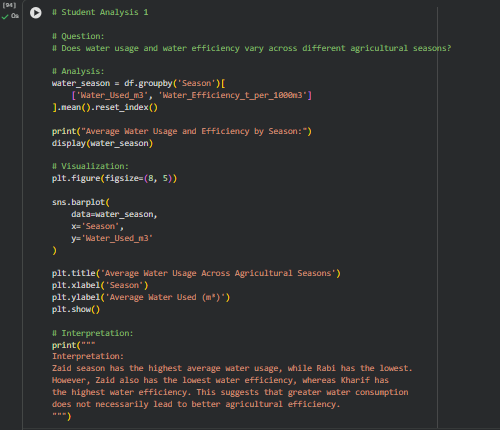 [94]
0s
# Student Analysis 1
# Question:
# Does water usage and water efficiency vary across different agricultural seasons?
# Analysis:
water_season = df.groupby('Season')[
['Water_Used_m3', 'Water_Efficiency_t_per_1000m3']
].mean().reset_index()
print("Average Water Usage and Efficiency by Season:")
display(water_season)
# Visualization:
plt.figure(figsize=(8, 5))
sns.barplot(
data=water_season,
x='Season',
y='Water_Used_m3'
)
plt.title('Average Water Usage Across Agricultural Seasons')
plt.xlabel('Season')
plt.ylabel('Average Water Used (m³)')
plt.show()
# Interpretation:
print("""
Interpretation:
Zaid season has the highest average water usage, while Rabi has the lowest.
However, Zaid also has the lowest water efficiency, whereas Kharif has
the highest water efficiency. This suggests that greater water consumption
does not necessarily lead to better agricultural efficiency.
""")